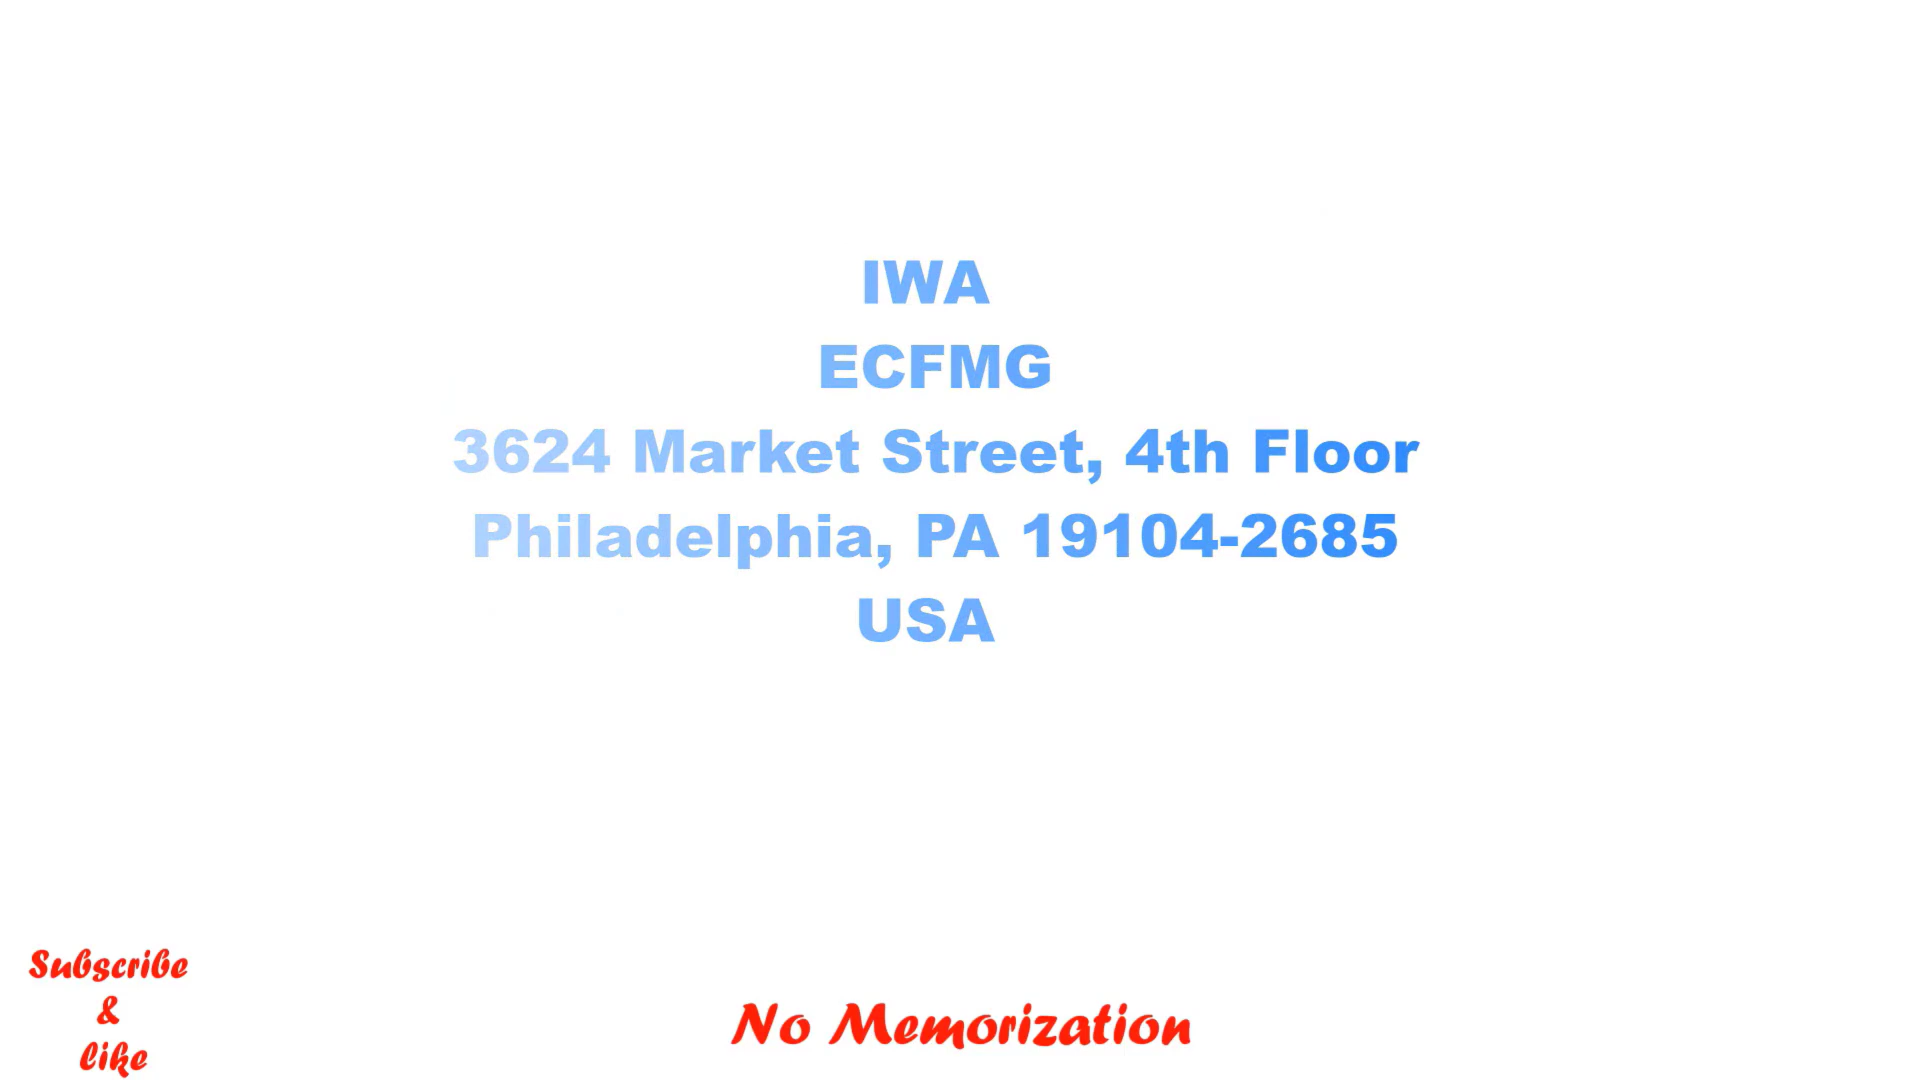 IWA
ECFMG
3624 Market Street, 4th Floor
Philadelphia, PA 19104-2685
USA
Subscribe
&
like
No Memorization